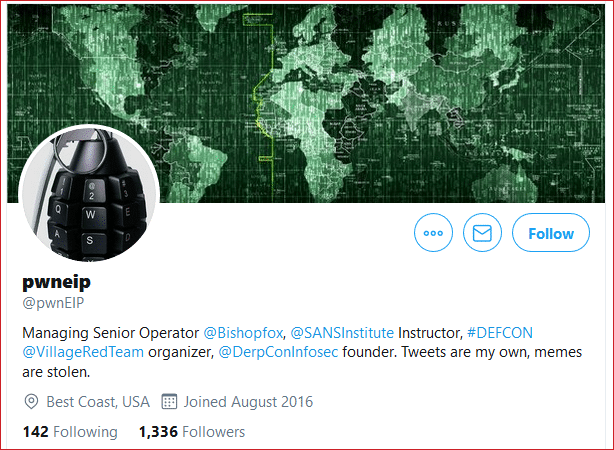 @
2
3
Q
W
E
A
S
D
Follow
pwneip
@pwnEIP
Managing Senior Operator @Bishopfox, @SANSInstitute Instructor, #DEFCON
@VillageRedTeam organizer, @DerpConInfosec founder. Tweets are my own, memes
are stolen.
Best Coast, USA Joined August 2016
142 Following 1,336 Followers